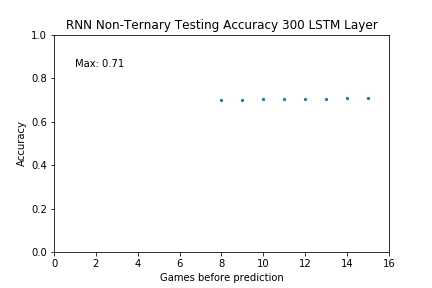 RNN Non-Ternary Testing Accuracy 300 LSTM Layer
1.0
Max: 0.71
0.8
0.6
Accuracy
0.4
0.2
0.0
0 2 4 6 8 10 12 14 16
Games before prediction